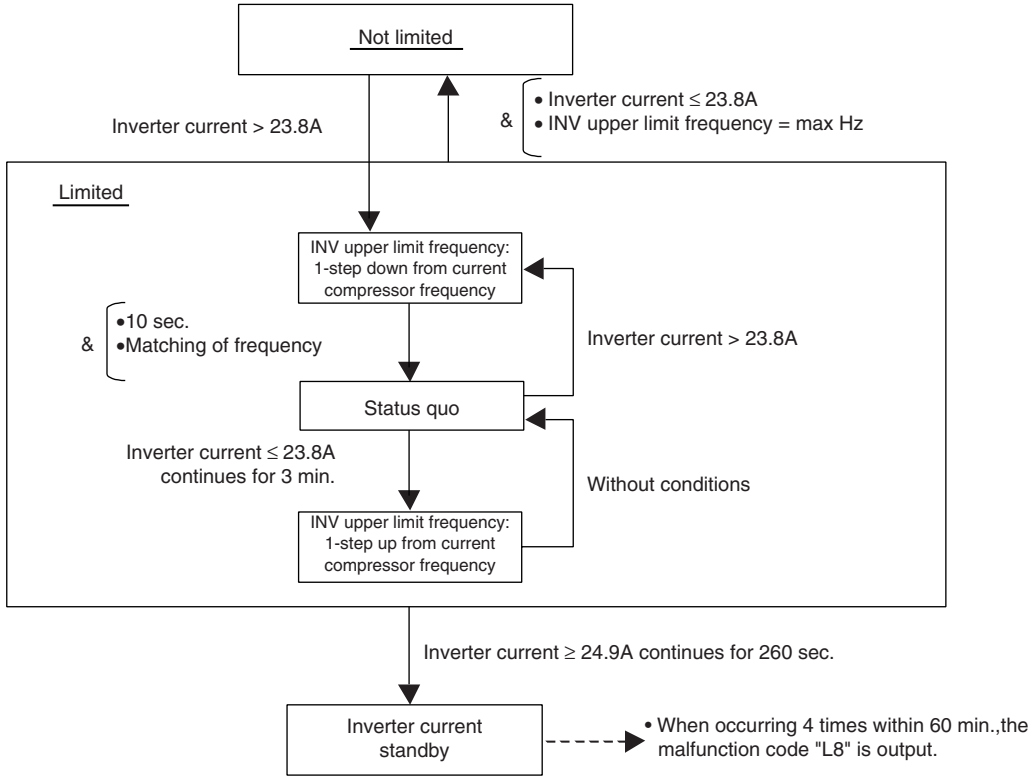 Not limited
Inverter current > 23.8A
&
• Inverter current ≤ 23.8A
• INV upper limit frequency = max Hz
Limited
INV upper limit frequency:
1-step down from current
compressor frequency
&
•10 sec.
•Matching of frequency
Inverter current > 23.8A
Status quo
Inverter current ≤ 23.8A
continues for 3 min.
Without conditions
INV upper limit frequency:
1-step up from current
compressor frequency
Inverter current ≥ 24.9A continues for 260 sec.
Inverter current
standby
• When occurring 4 times within 60 min.,the
malfunction code "L8" is output.